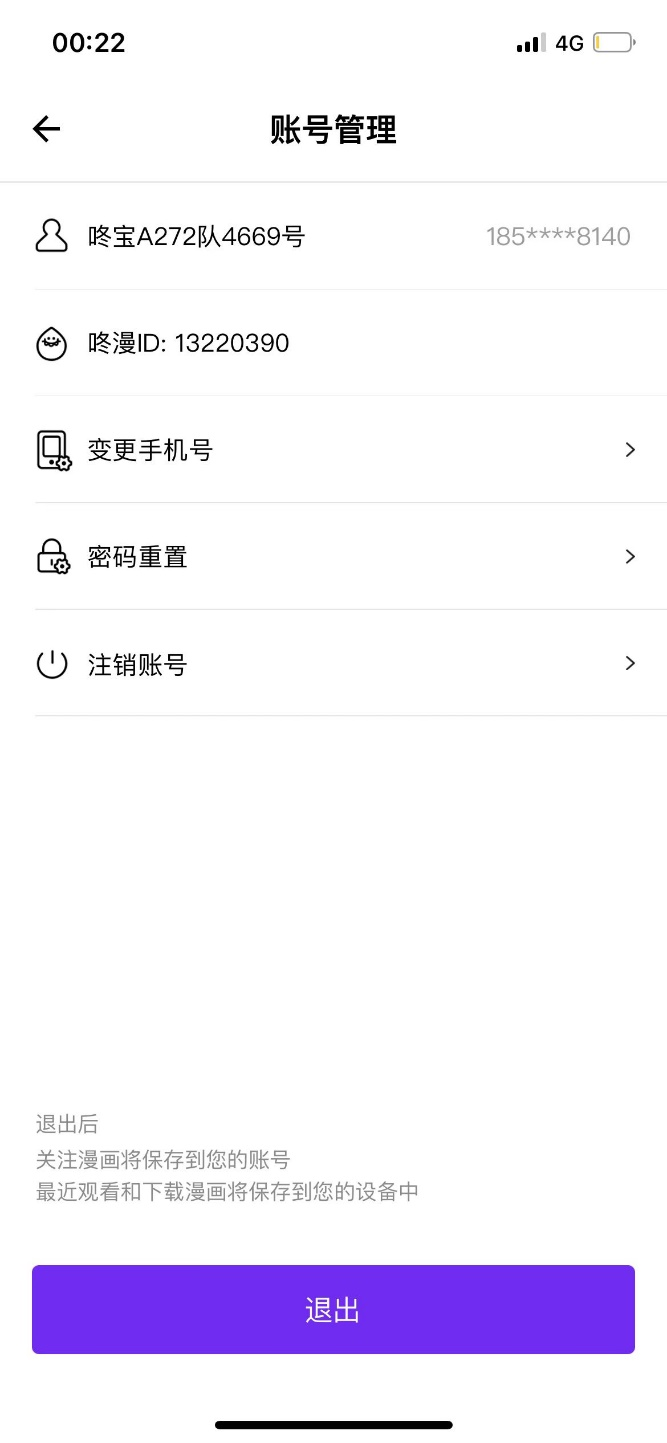 00:22
4G
账号管理
咚宝A272队4669号
185****8140
咚漫ID: 13220390
变更手机号
密码重置
注销账号
退出后
关注漫画将保存到您的账号
最近观看和下载漫画将保存到您的设备中
退出